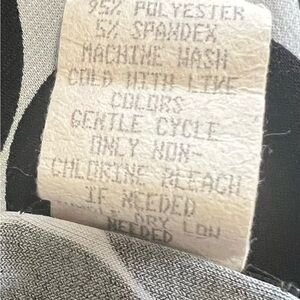 95% POLYESTER
5% SPANDEX
MACHINE WASH
COLD WITH LIKE
COLORS
GENTLE CYCLE
ONLY NON-
CHLORINE BLEACH
IF NEEDED
DRY LOW
NEEDED